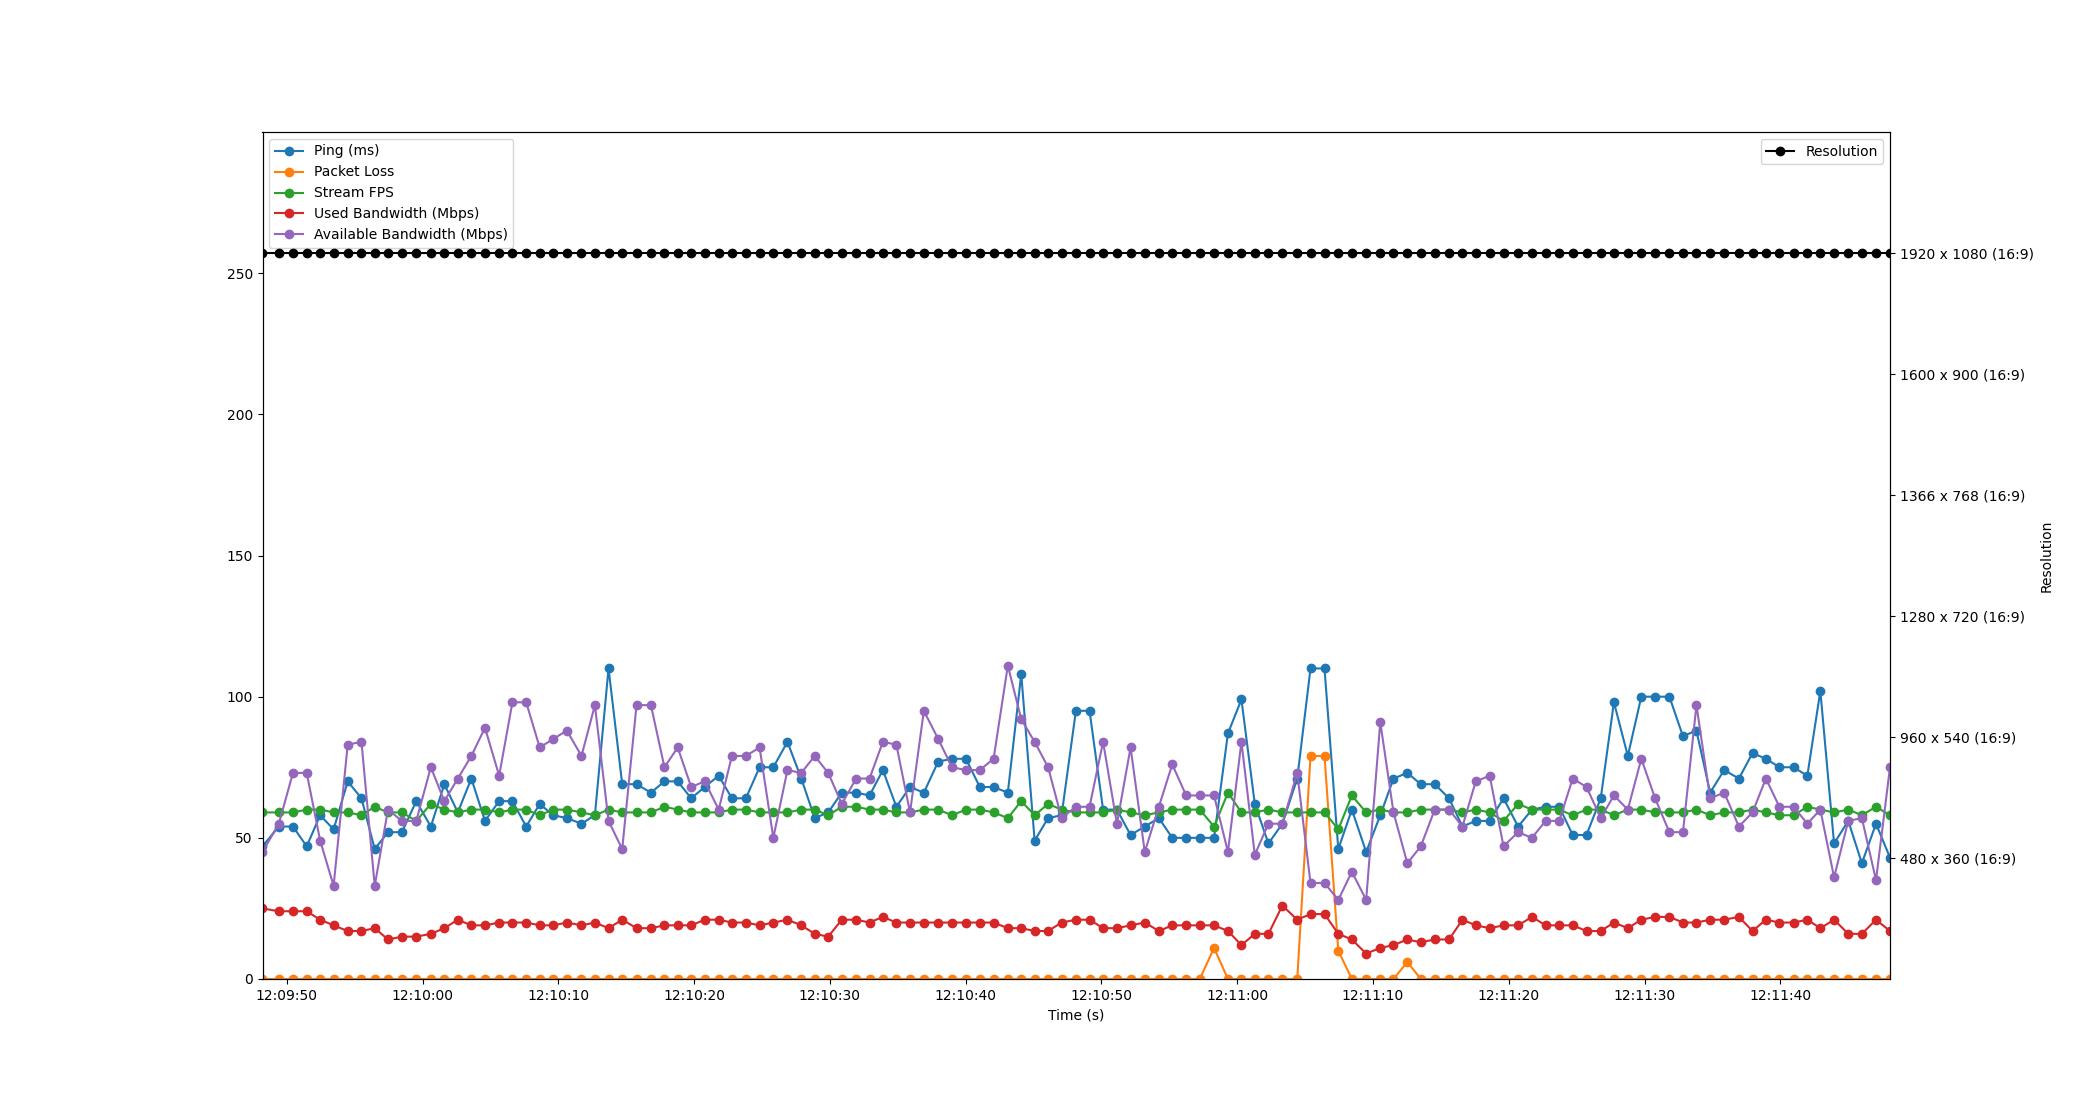 Ping (ms)
Packet Loss
Stream FPS
Used Bandwidth (Mbps)
Available Bandwidth (Mbps)
Resolution
250
200
150
100
50
0
1920 x 1080 (16:9)
1600 x 900 (16:9)
1366 x 768 (16:9)
1280 x 720 (16:9)
960 x 540 (16:9)
480 x 360 (16:9)
Resolution
12:09:50 12:10:00 12:10:10 12:10:20 12:10:30 12:10:40 12:10:50 12:11:00 12:11:10 12:11:20 12:11:30 12:11:40
Time (s)